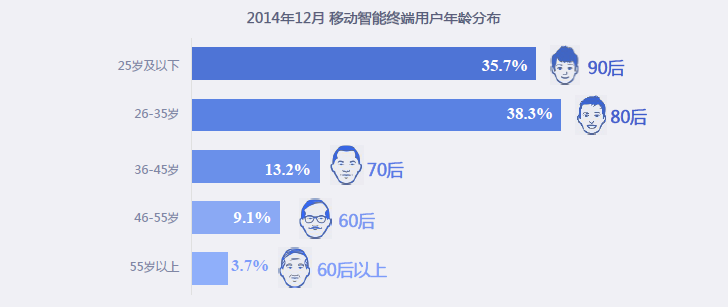 2014年12月 移动智能终端用户年龄分布
25岁及以下 35.7% 90后
26-35岁 38.3% 80后
36-45岁 13.2% 70后
46-55岁 9.1% 60后
55岁以上 3.7% 60后以上